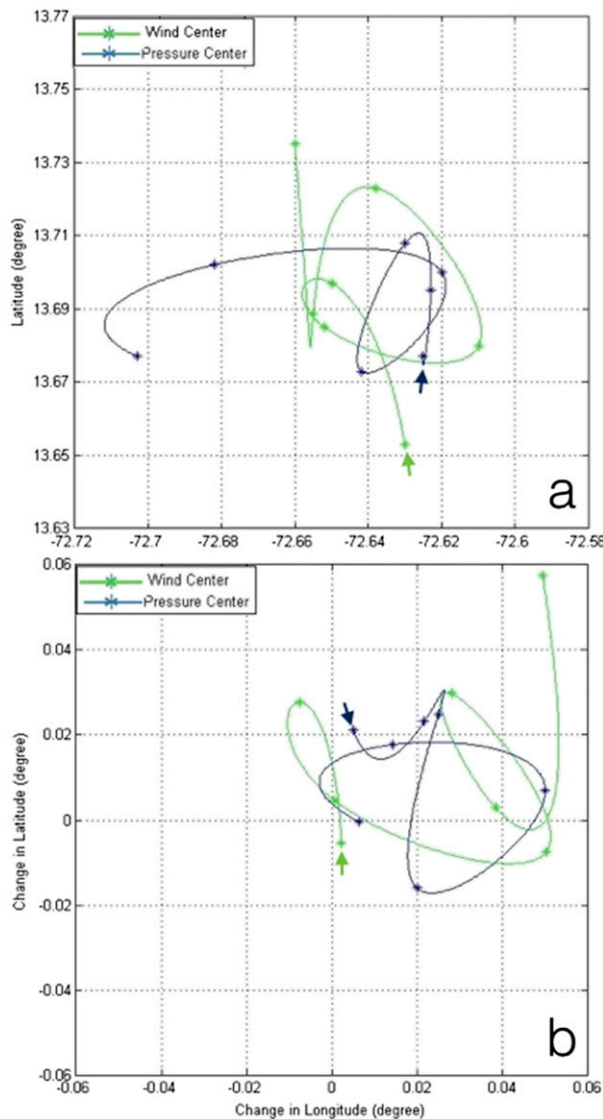 13.77
Wind Center
Pressure Center
13.75
13.73
13.71
13.69
13.67
13.65
13.63
Latitude (degree)
a
-72.72 -72.7 -72.68 -72.66 -72.64 -72.62 -72.6 -72.58
0.06
Wind Center
Pressure Center
0.04
0.02
0
-0.02
-0.04
-0.06
Change in Latitude (degree)
b
-0.06 -0.04 -0.02 0 0.02 0.04 0.06
Change in Longitude (degree)